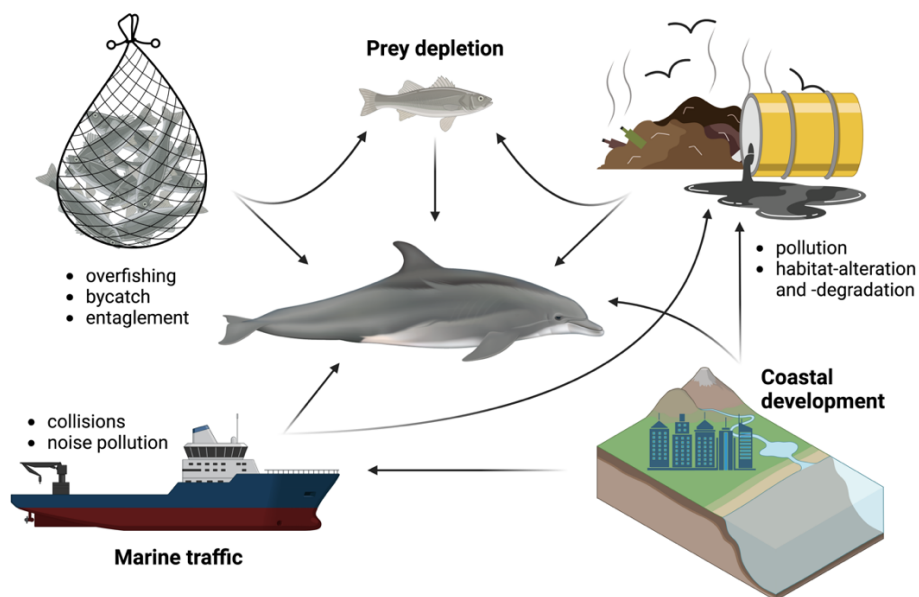 Prey depletion
• overfishing
• bycatch
• entaglement
• pollution
• habitat-alteration
and -degradation
Coastal
development
• collisions
• noise pollution
Marine traffic